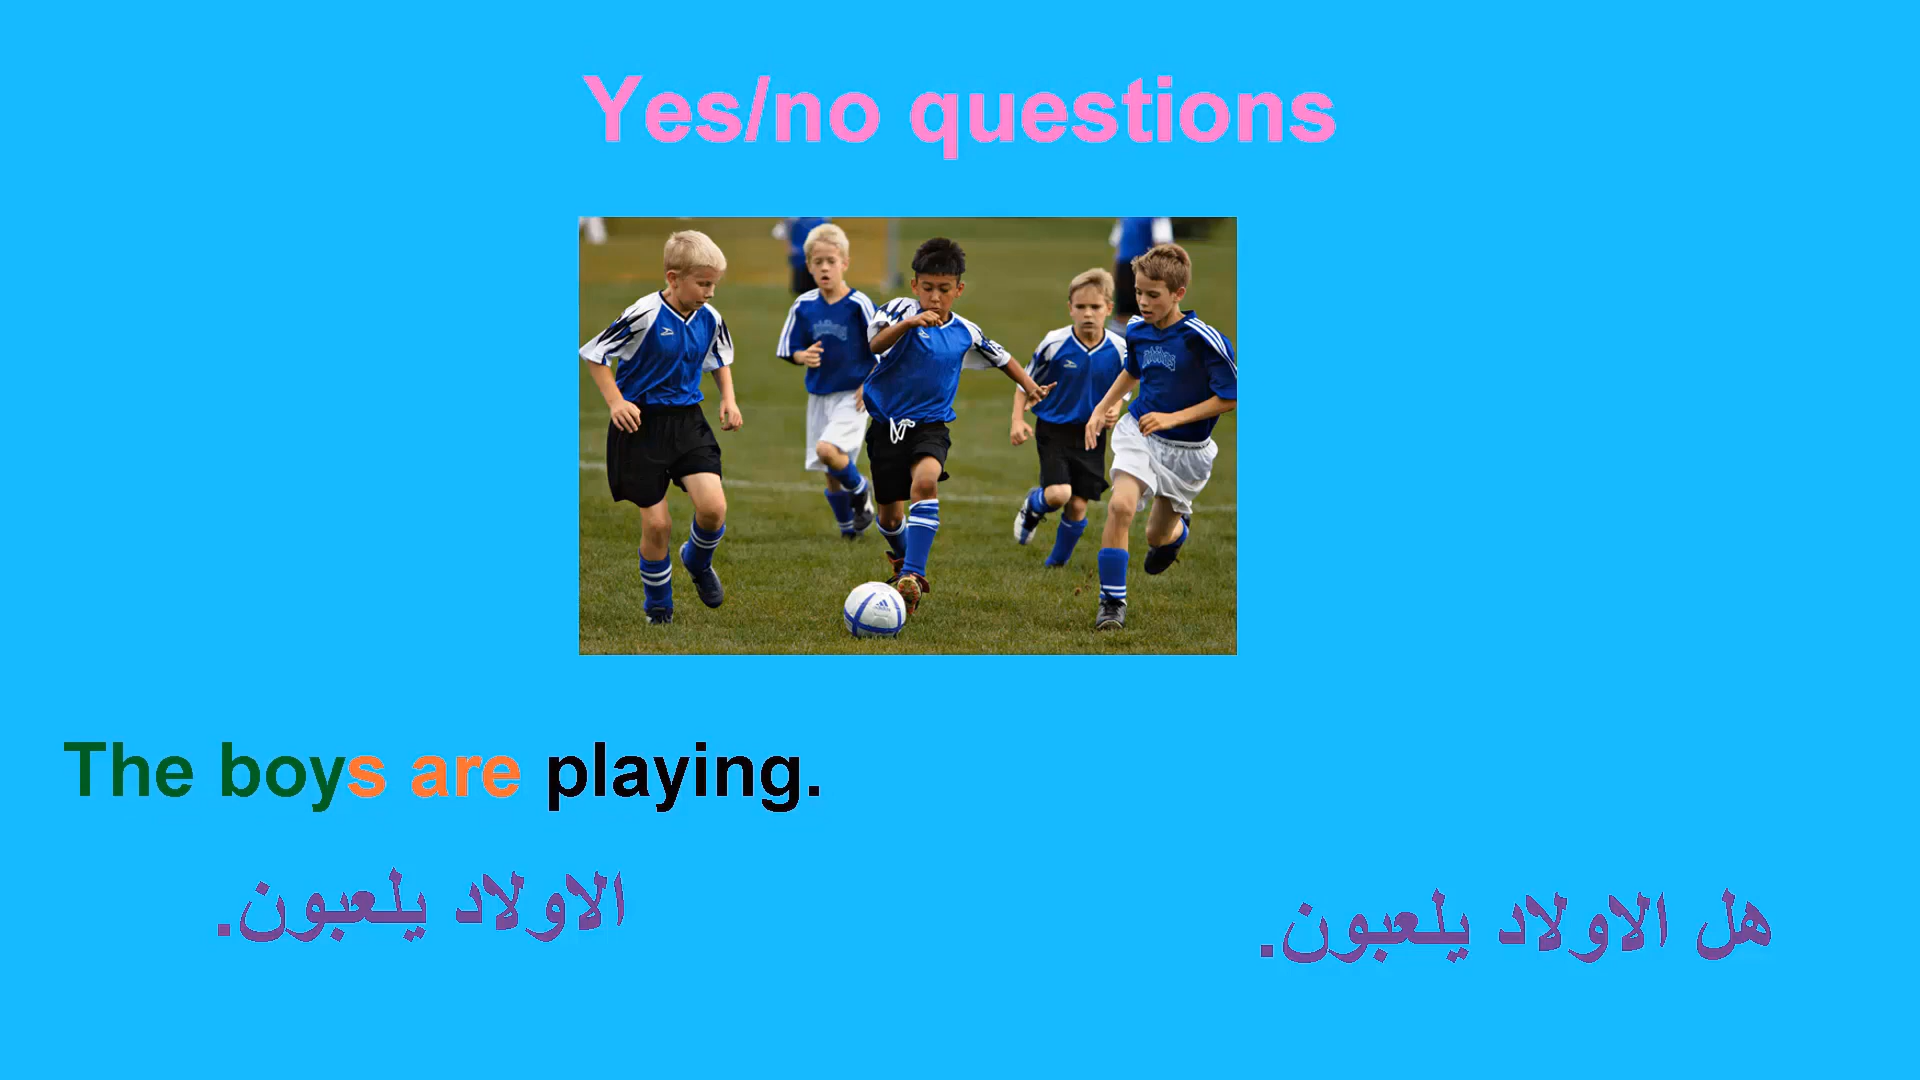 Yes/no questions
The boys are playing.
الاولاد يلعبون.
هل الاولاد يلعبون.